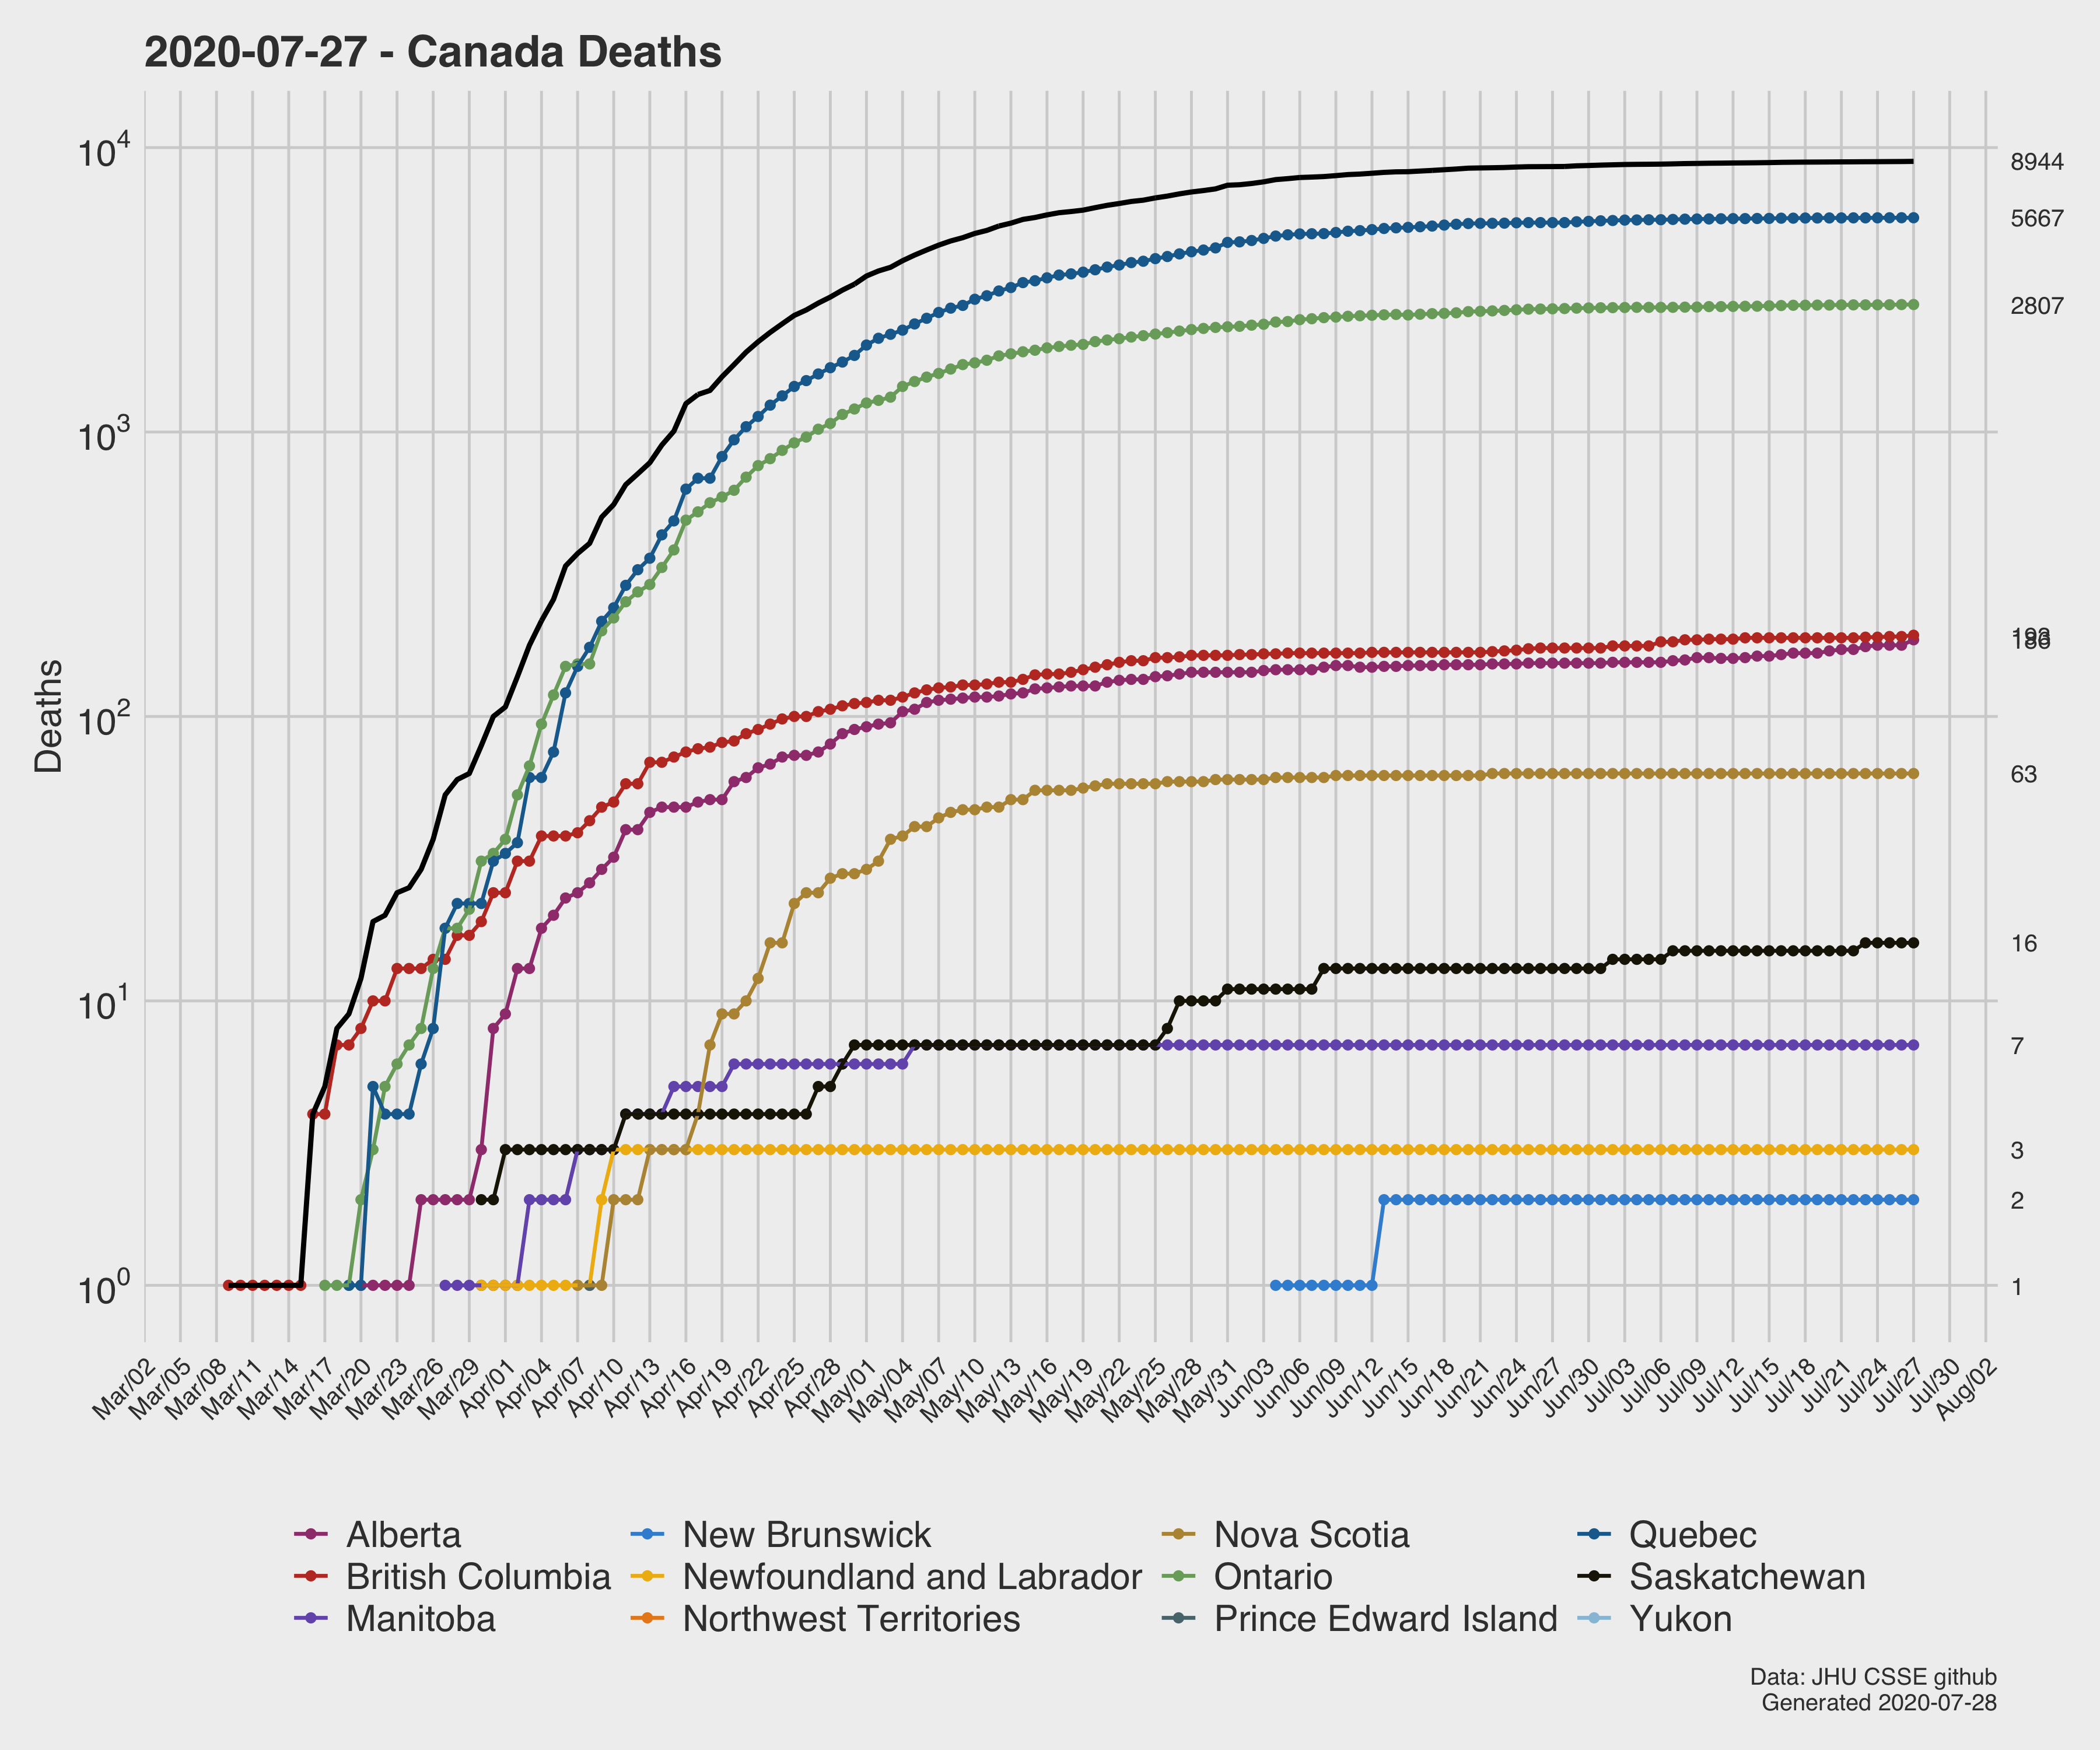 2020-07-27 - Canada Deaths
10^4
10^3
10^2
10^1
10^0
Deaths
8944
5667
2807
63
16
7
3
2
1
Mar/02
Mar/05
Mar/08
Mar/11
Mar/14
Mar/17
Mar/20
Mar/23
Mar/26
Mar/29
Apr/01
Apr/04
Apr/07
Apr/10
Apr/13
Apr/16
Apr/19
Apr/22
Apr/25
Apr/28
May/01
May/04
May/07
May/10
May/13
May/16
May/19
May/22
May/25
May/28
May/31
Jun/03
Jun/06
Jun/09
Jun/12
Jun/15
Jun/18
Jun/21
Jun/24
Jun/27
Jun/30
Jul/03
Jul/06
Jul/09
Jul/12
Jul/15
Jul/18
Jul/21
Jul/24
Jul/27
Jul/30
Aug/02
Alberta
New Brunswick
Nova Scotia
Quebec
British Columbia
Newfoundland and Labrador
Ontario
Saskatchewan
Manitoba
Northwest Territories
Prince Edward Island
Yukon
Data: JHU CSSE github
Generated 2020-07-28